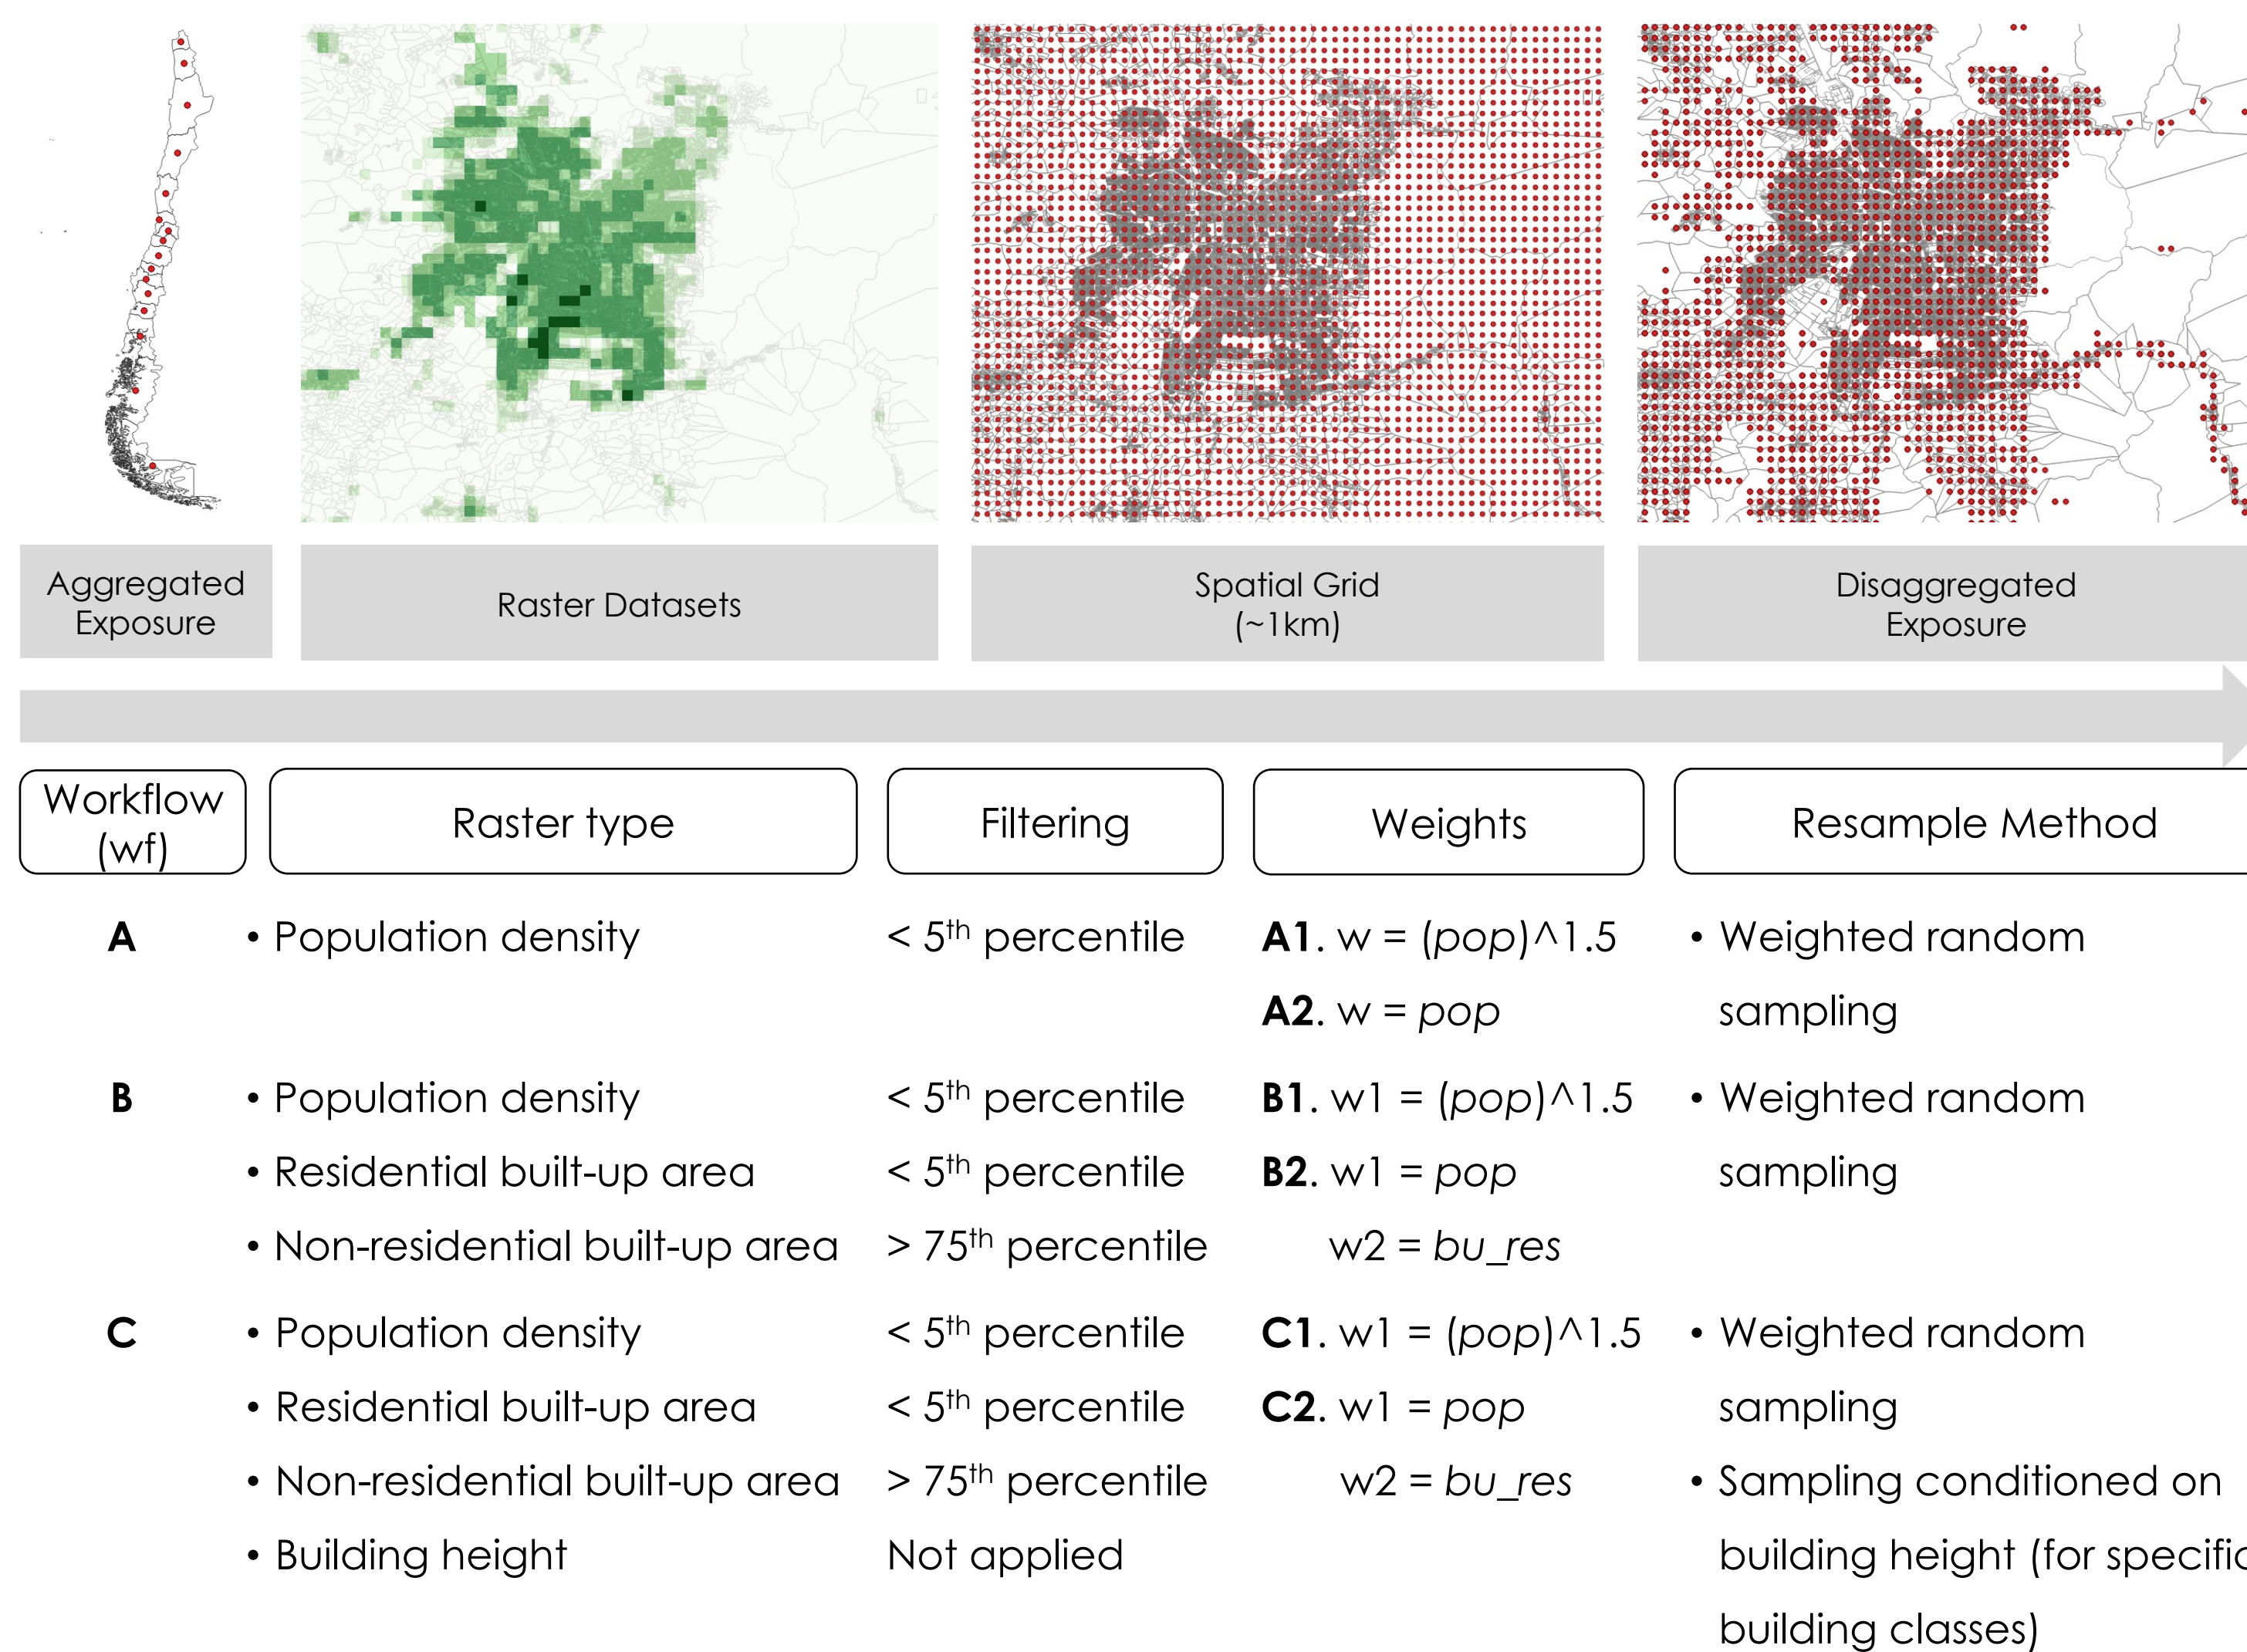 Aggregated
Exposure
Raster Datasets
Spatial Grid
(~1km)
Disaggregated
Exposure
Workflow
(wf)
Raster type
Filtering
Weights
Resample Method
A
• Population density
< 5th percentile
A1. w = (pop)^1.5
• Weighted random
A2. w = pop
sampling
B
• Population density
< 5th percentile
B1. w1 = (pop)^1.5
• Weighted random
• Residential built-up area
< 5th percentile
B2. w1 = pop
sampling
• Non-residential built-up area
> 75th percentile
w2 = bu_res
C
• Population density
< 5th percentile
C1. w1 = (pop)^1.5
• Weighted random
• Residential built-up area
< 5th percentile
C2. w1 = pop
sampling
• Non-residential built-up area
> 75th percentile
w2 = bu_res
• Sampling conditioned on
• Building height
Not applied
building height (for specific
building classes)